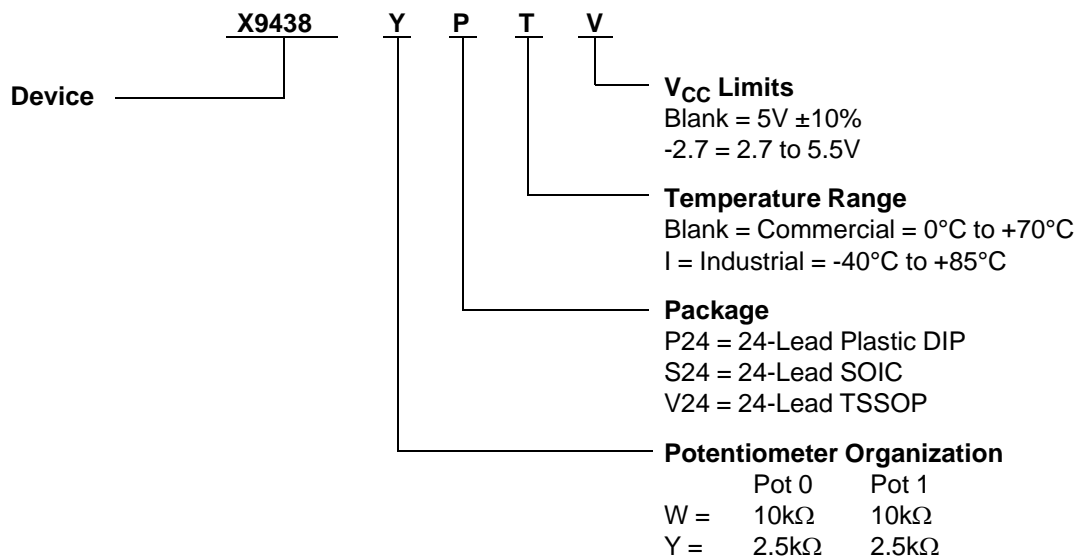 X9438 Y P T V
Device
VCC Limits
Blank = 5V ±10%
-2.7 = 2.7 to 5.5V
Temperature Range
Blank = Commercial = 0°C to +70°C
I = Industrial = -40°C to +85°C
Package
P24 = 24-Lead Plastic DIP
S24 = 24-Lead SOIC
V24 = 24-Lead TSSOP
Potentiometer Organization
Pot 0 Pot 1
W = 10kΩ 10kΩ
Y = 2.5kΩ 2.5kΩ